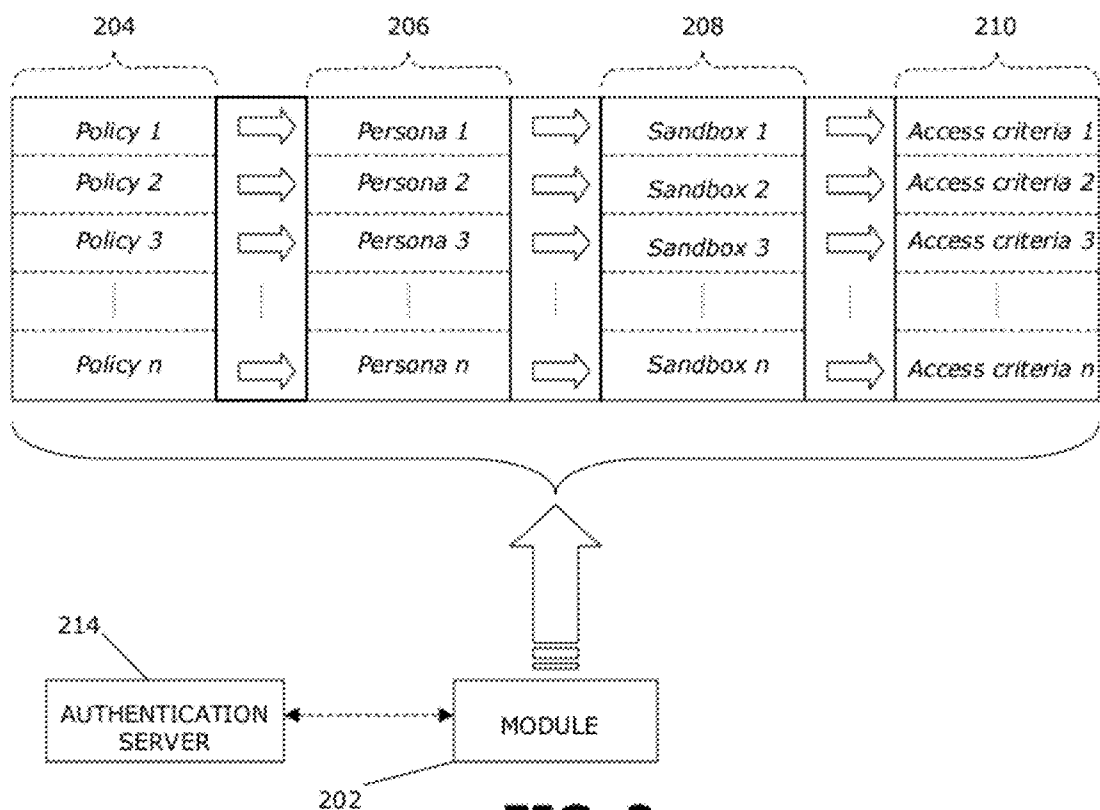 204 206 208 210
Policy 1 Persona 1 Sandbox 1 Access criteria 1
Policy 2 Persona 2 Sandbox 2 Access criteria 2
Policy 3 Persona 3 Sandbox 3 Access criteria 3
Policy n Persona n Sandbox n Access criteria n
214
AUTHENTICATION
SERVER
MODULE
202